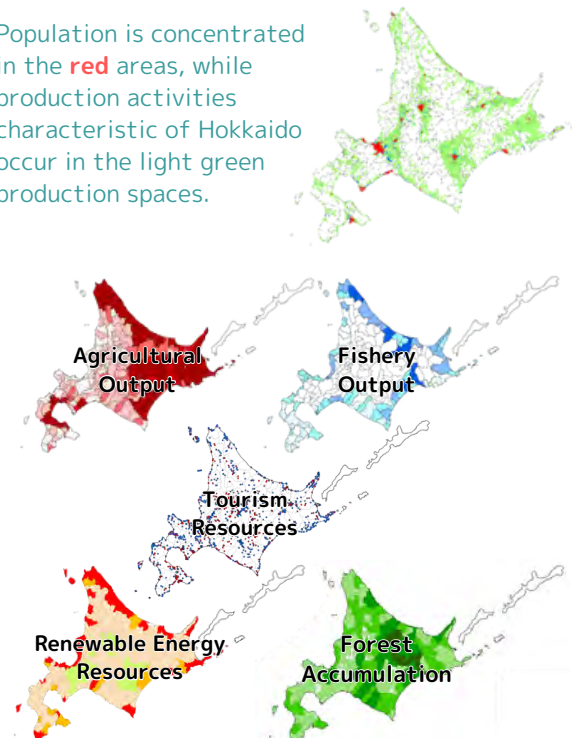 Population is concentrated
in the red areas, while
production activities
characteristic of Hokkaido
occur in the light green
production spaces.
Agricultural
Output
Fishery
Output
Tourism
Resources
Renewable Energy
Resources
Forest
Accumulation